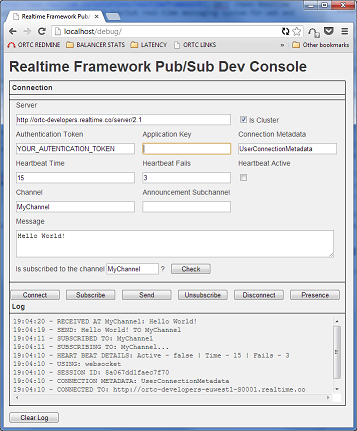 Realtime Framework Pub/S
localhost/debug/
ORTC REDMINE
BALANCER STATS
LATENCY
ORTC LINKS
»
Other bookmarks
Realtime Framework Pub/Sub Dev Console
Connection
Server
http://ortc-developers.realtime.co/server/2.1
Is Cluster
Authentication Token
Application Key
Connection Metadata
YOUR_AUTENTICATION_TOKEN
UserConnectionMetadata
Heartbeat Time
Heartbeat Fails
Heartbeat Active
15
3
Channel
Announcement Subchannel
MyChannel
Message
Hello World!
Is subscribed to the channel MyChannel ? Check
Connect Subscribe Send Unsubscribe Disconnect Presence
Log
19:04:20 - RECEIVED AT MyChannel: Hello World!
19:04:19 - SEND: Hello World! TO MyChannel
19:04:11 - SUBSCRIBED TO: MyChannel
19:04:11 - SUBSCRIBING TO: MyChannel...
19:04:10 - HEART BEAT DETAILS: Active - false | Time - 15 | Fails - 3
19:04:10 - USING: websocket
19:04:10 - SESSION ID: 8a067dd1faec7f70
19:04:10 - CONNECTION METADATA: UserConnectionMetadata
19:04:10 - CONNECTED TO: http://ortc-developers-euwest1-S0001.realtime.co
Clear Log